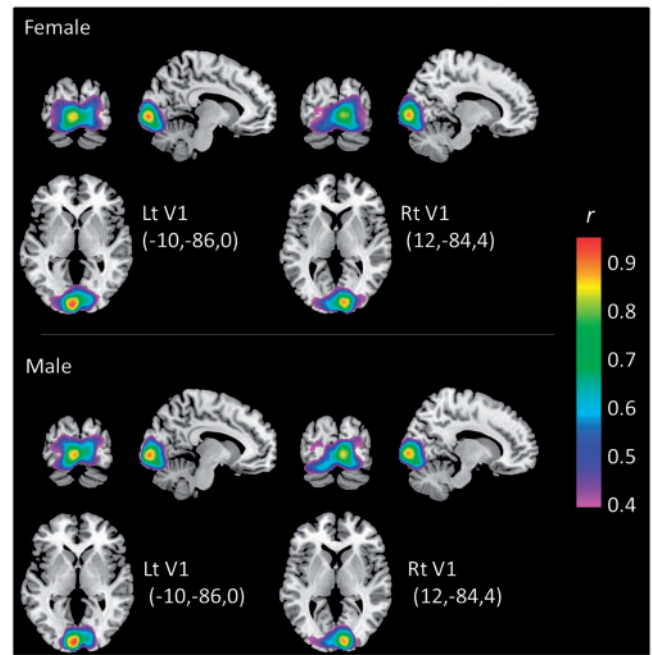 Female
Lt V1
(-10,-86,0)
Rt V1
(12,-84,4)
r
0.9
0.8
0.7
0.6
0.5
0.4
Male
Lt V1
(-10,-86,0)
Rt V1
(12,-84,4)